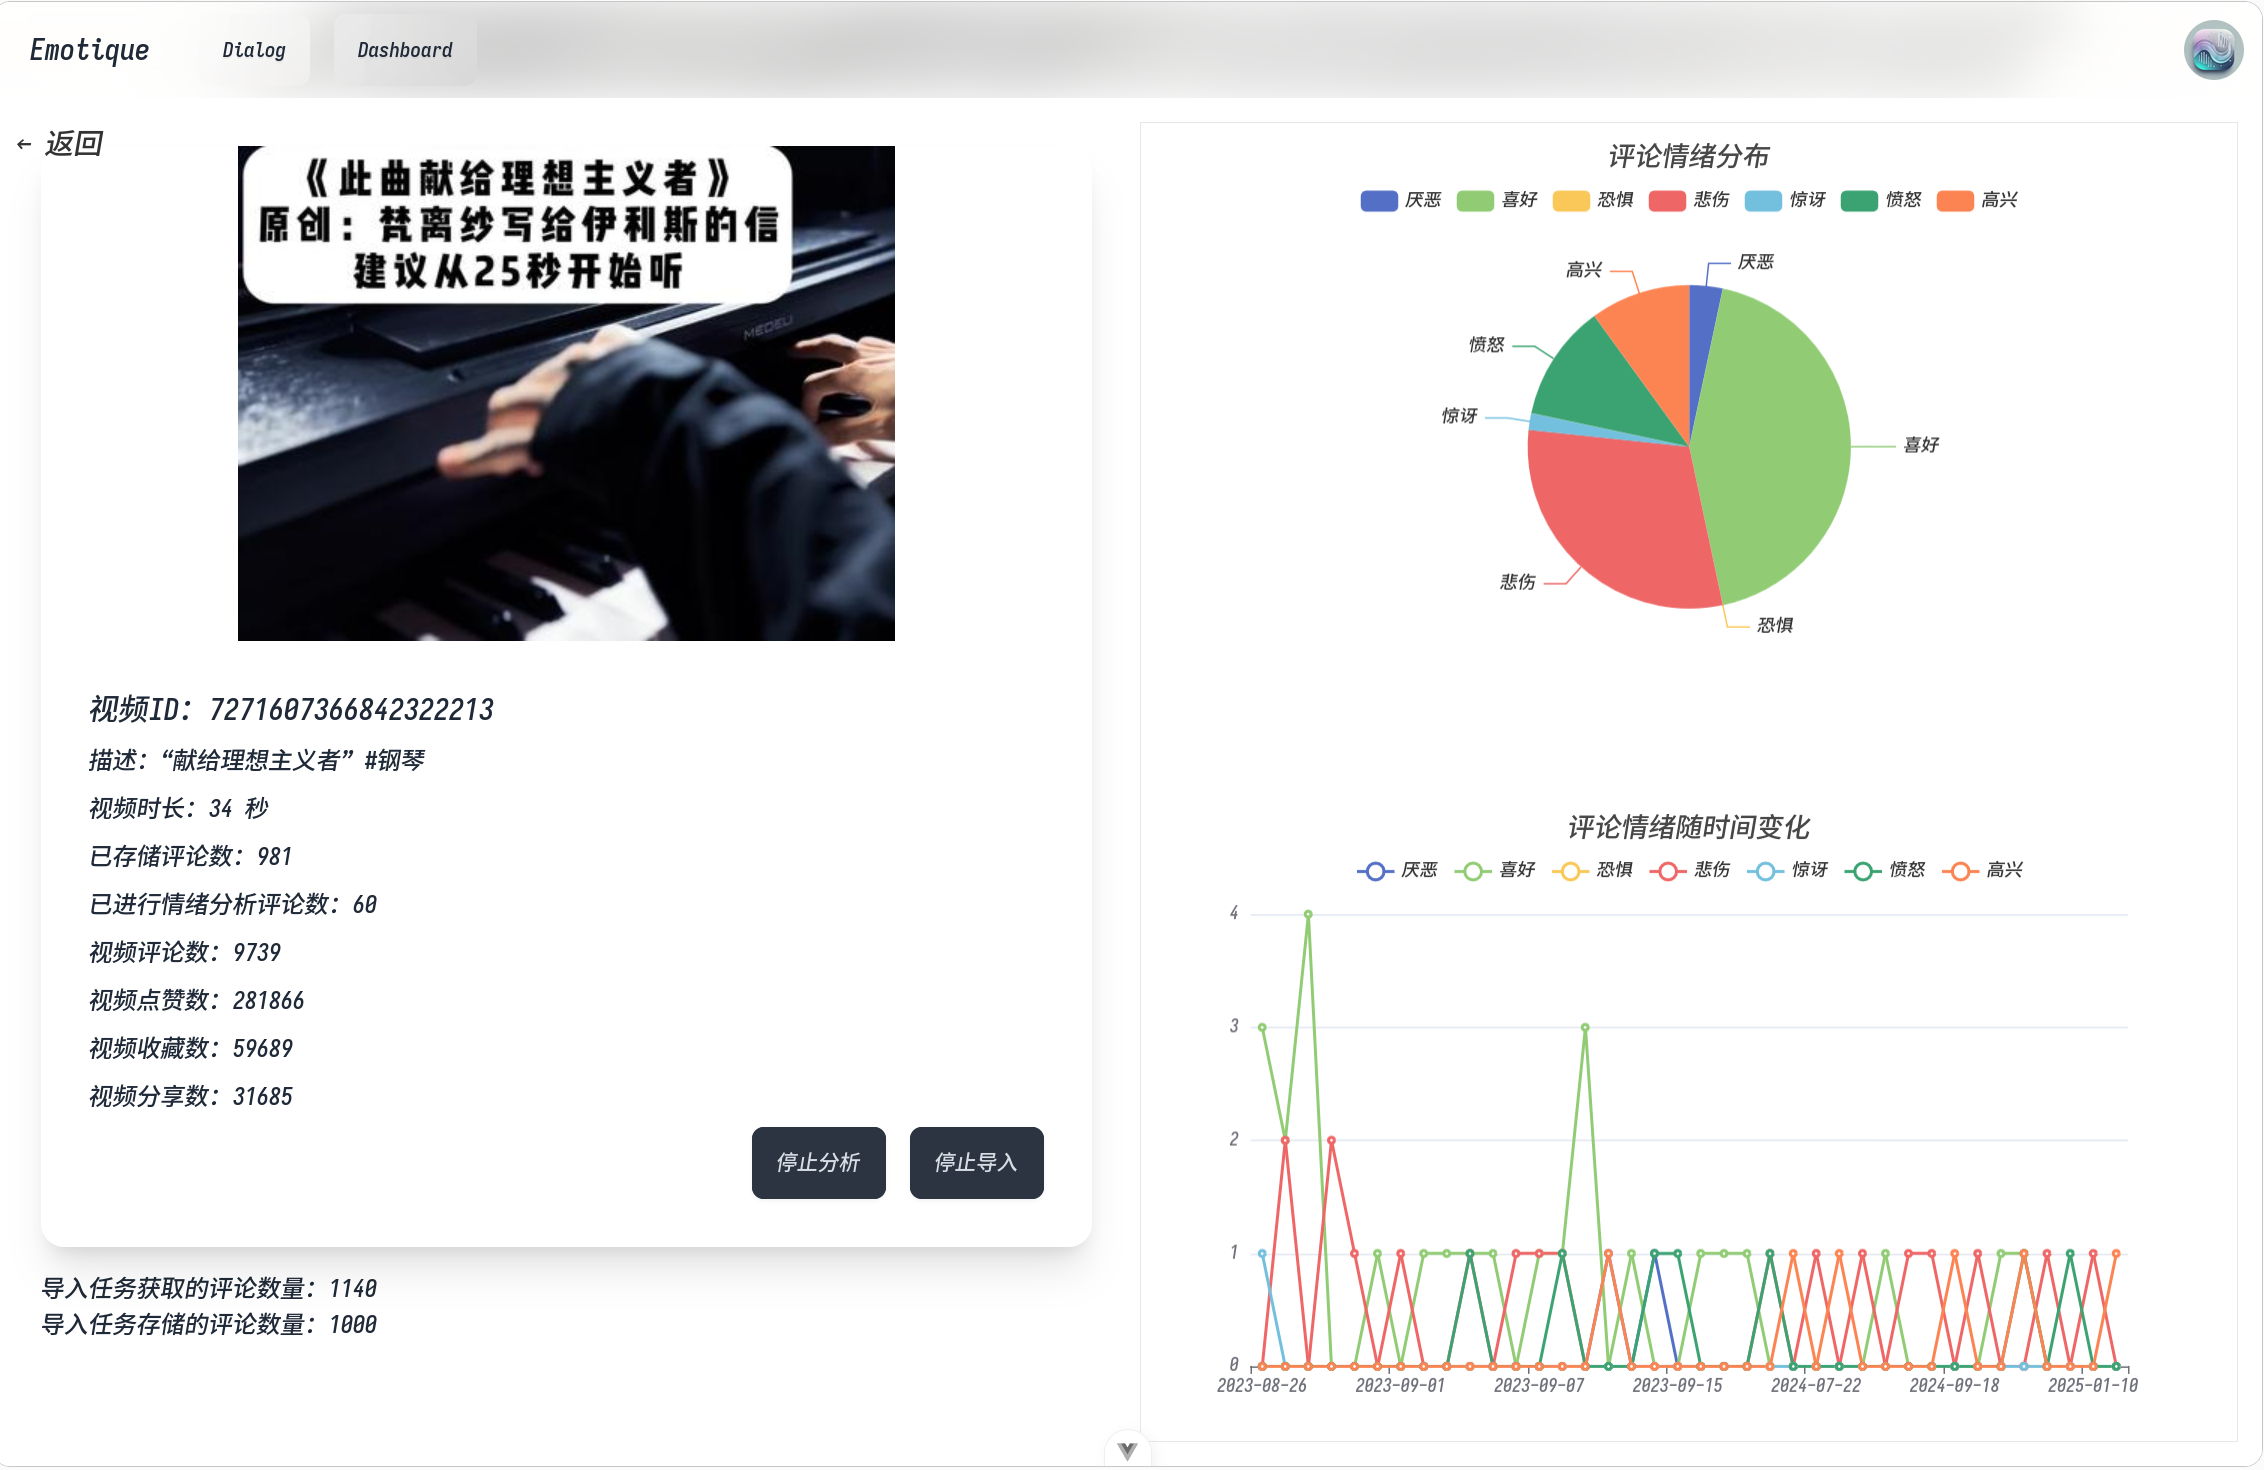 Emotique
Dialog
Dashboard
← 返回
《此曲献给理想主义者》
原创：梵离纱写给伊利斯的信
建议从25秒开始听
MEDELI
视频ID：7271607366842322213
描述：“献给理想主义者”#钢琴
视频时长：34 秒
已存储评论数：981
已进行情绪分析评论数：60
视频评论数：9739
视频点赞数：281866
视频收藏数：59689
视频分享数：31685
停止分析
停止导入
导入任务获取的评论数量：1140
导入任务存储的评论数量：1000
评论情绪分布
厌恶 喜好 恐惧 悲伤 惊讶 愤怒 高兴
厌恶
高兴
愤怒
惊讶
喜好
悲伤
恐惧
评论情绪随时间变化
厌恶 喜好 恐惧 悲伤 惊讶 愤怒 高兴
4
3
2
1
0
2023-08-26 2023-09-01 2023-09-07 2023-09-15 2024-07-22 2024-09-18 2025-01-10